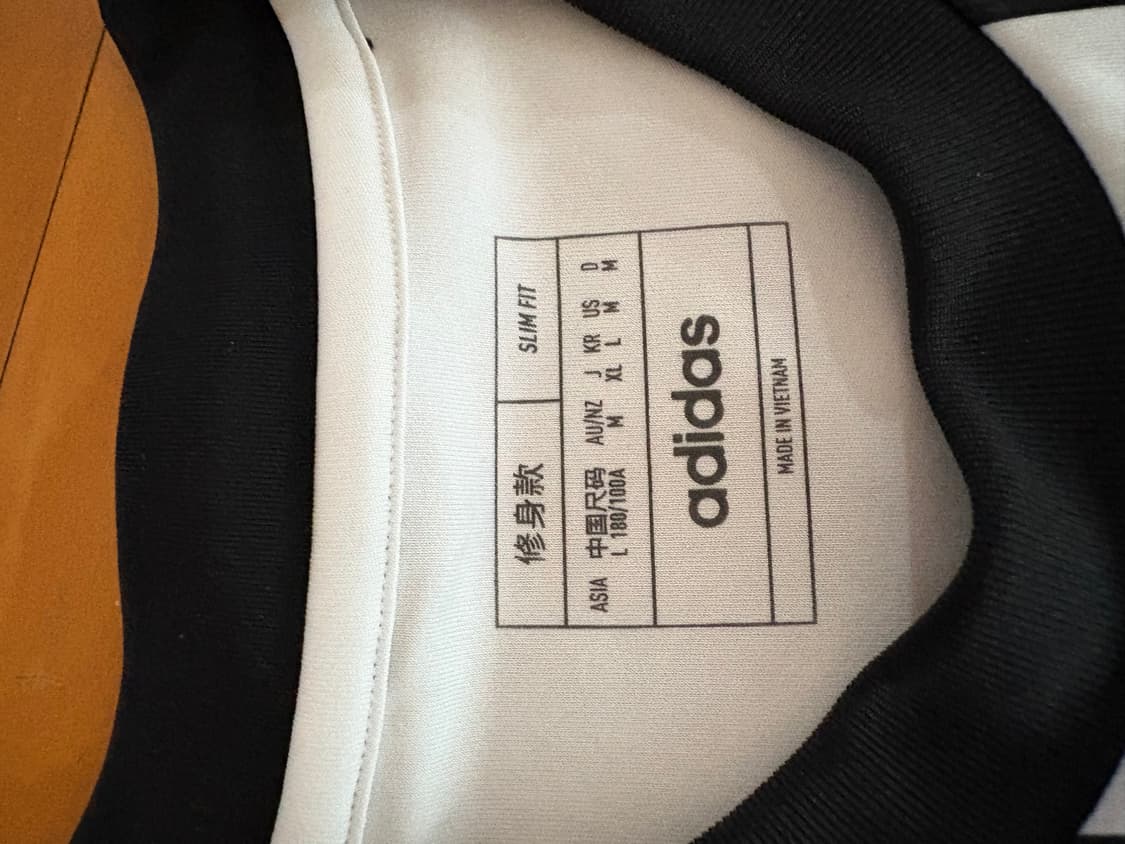 修身款 SLIM FIT
ASIA 中国尺码 AU/NZ J KR US D
L 180/100A M XL L M M
adidas
MADE IN VIETNAM